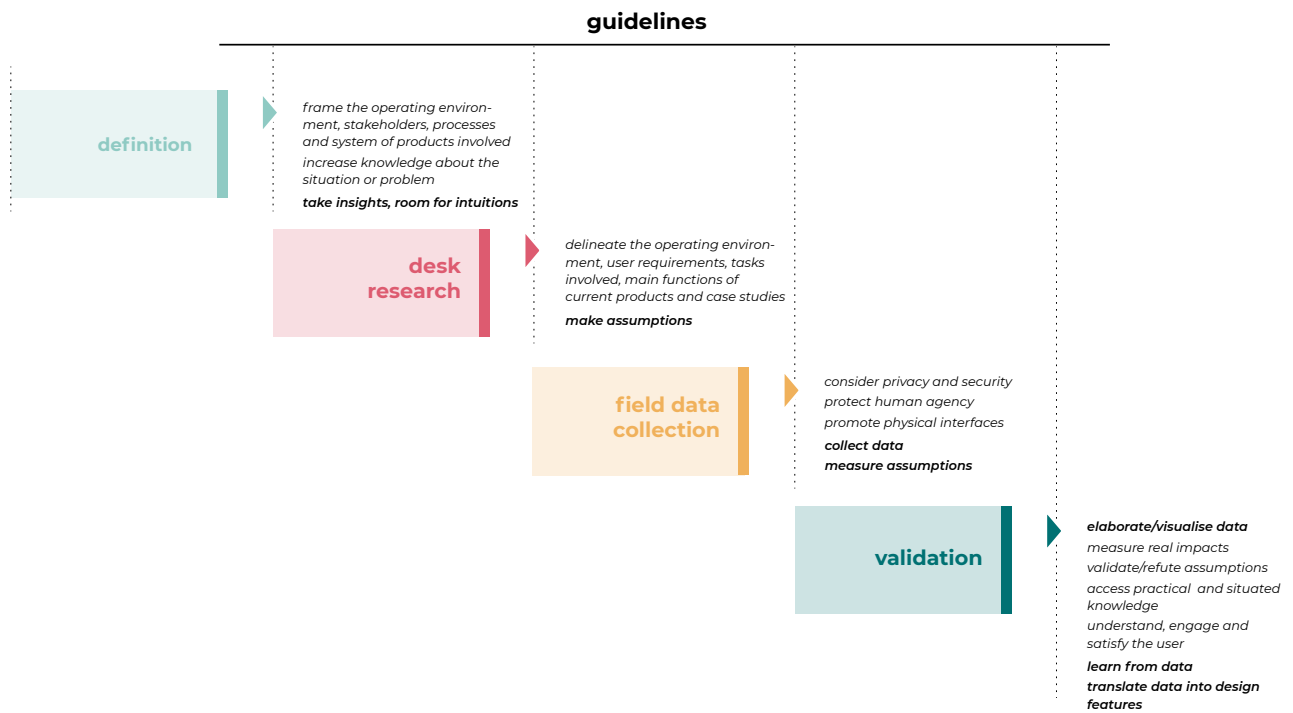 guidelines
definition
frame the operating environ-
ment, stakeholders, processes
and system of products involved
increase knowledge about the
situation or problem
take insights, room for intuitions
desk
research
delineate the operating environ-
ment, user requirements, tasks
involved, main functions of
current products and case studies
make assumptions
field data
collection
consider privacy and security
protect human agency
promote physical interfaces
collect data
measure assumptions
validation
elaborate/visualise data
measure real impacts
validate/refute assumptions
access practical  and situated
knowledge
understand, engage and
satisfy the user
learn from data
translate data into design
features